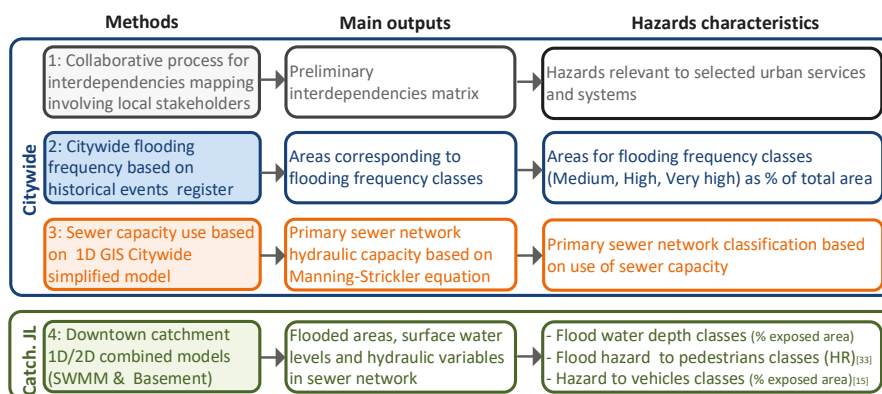 Methods
Main outputs
Hazards characteristics
Citywide
1: Collaborative process for
interdependencies mapping
involving local stakeholders
Preliminary
interdependencies matrix
Hazards relevant to selected urban services
and systems
2: Citywide flooding
frequency based on
historical events register
Areas corresponding to
flooding frequency classes
Areas for flooding frequency classes
(Medium, High, Very high) as % of total area
3: Sewer capacity use based
on 1D GIS Citywide
simplified model
Primary sewer network
hydraulic capacity based on
Manning-Strickler equation
Primary sewer network classification based
on use of sewer capacity
Catch. JL
4: Downtown catchment
1D/2D combined models
(SWMM & Basement)
Flooded areas, surface water
levels and hydraulic variables
in sewer network
- Flood water depth classes (% exposed area)
- Flood hazard to pedestrians classes (HR)[33]
- Hazard to vehicles classes (% exposed area)[15]